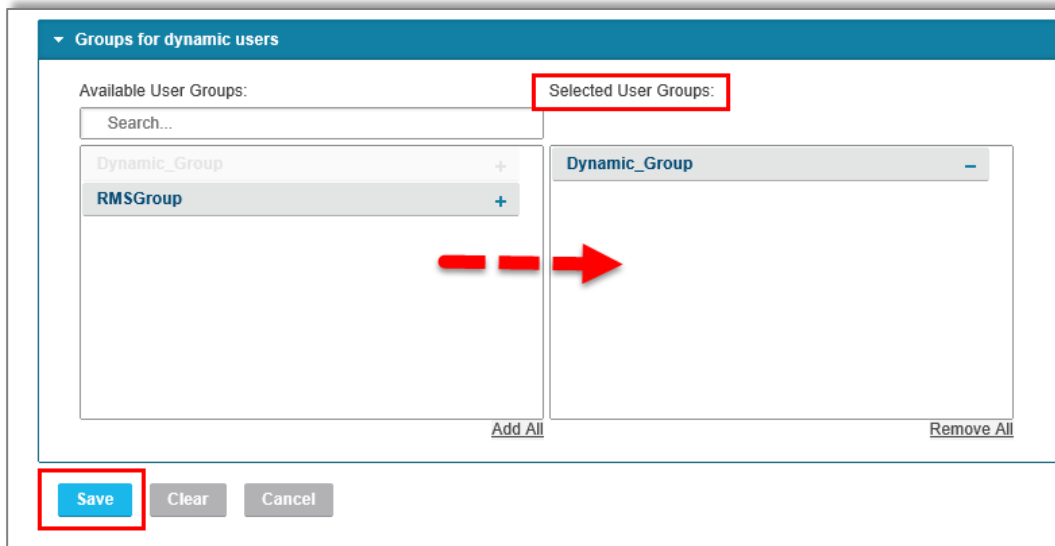 Groups for dynamic users
Available User Groups:
Selected User Groups:
Search...
Dynamic_Group +
Dynamic_Group −
RMSGroup +
Add All
Remove All
Save
Clear
Cancel